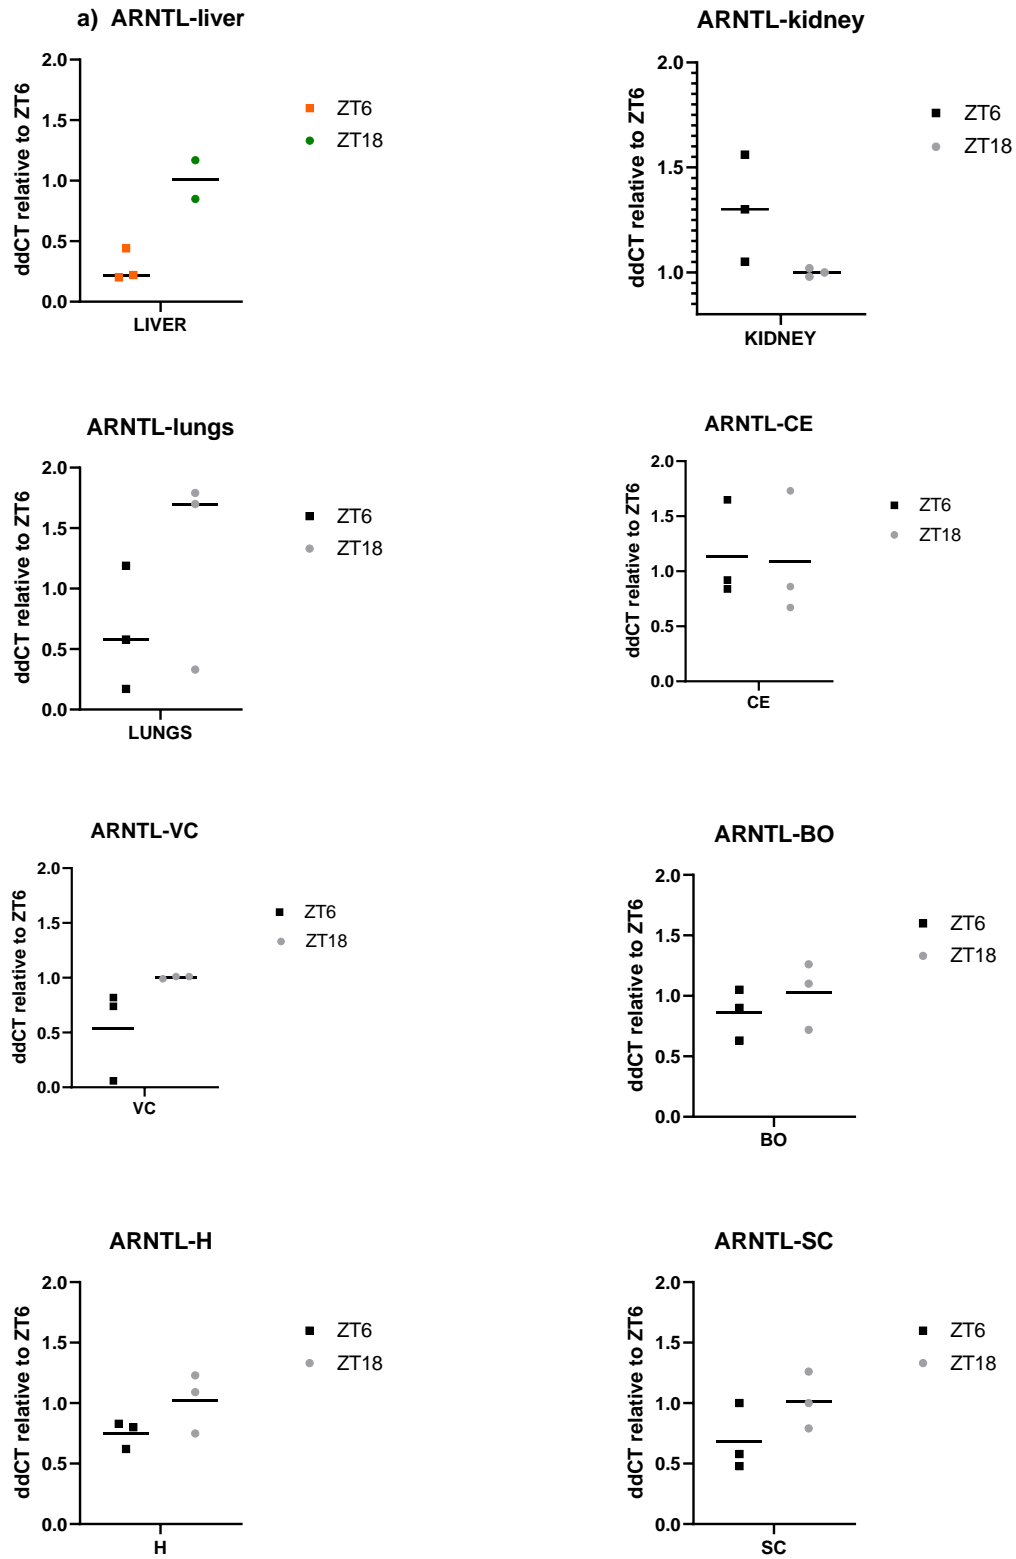 a) ARNTL-liver
ddCT relative to ZT6
2.0
1.5
1.0
0.5
0.0
LIVER
ZT6
ZT18
ARNTL-kidney
ddCT relative to ZT6
2.0
1.5
1.0
KIDNEY
ZT6
ZT18
ARNTL-lungs
ddCT relative to ZT6
2.0
1.5
1.0
0.5
0.0
LUNGS
ZT6
ZT18
ARNTL-CE
ddCT relative to ZT6
2.0
1.5
1.0
0.5
0.0
CE
ZT6
ZT18
ARNTL-VC
ddCT relative to ZT6
2.0
1.5
1.0
0.5
0.0
VC
ZT6
ZT18
ARNTL-BO
ddCT relative to ZT6
2.0
1.5
1.0
0.5
0.0
BO
ZT6
ZT18
ARNTL-H
ddCT relative to ZT6
2.0
1.5
1.0
0.5
0.0
H
ZT6
ZT18
ARNTL-SC
ddCT relative to ZT6
2.0
1.5
1.0
0.5
0.0
SC
ZT6
ZT18